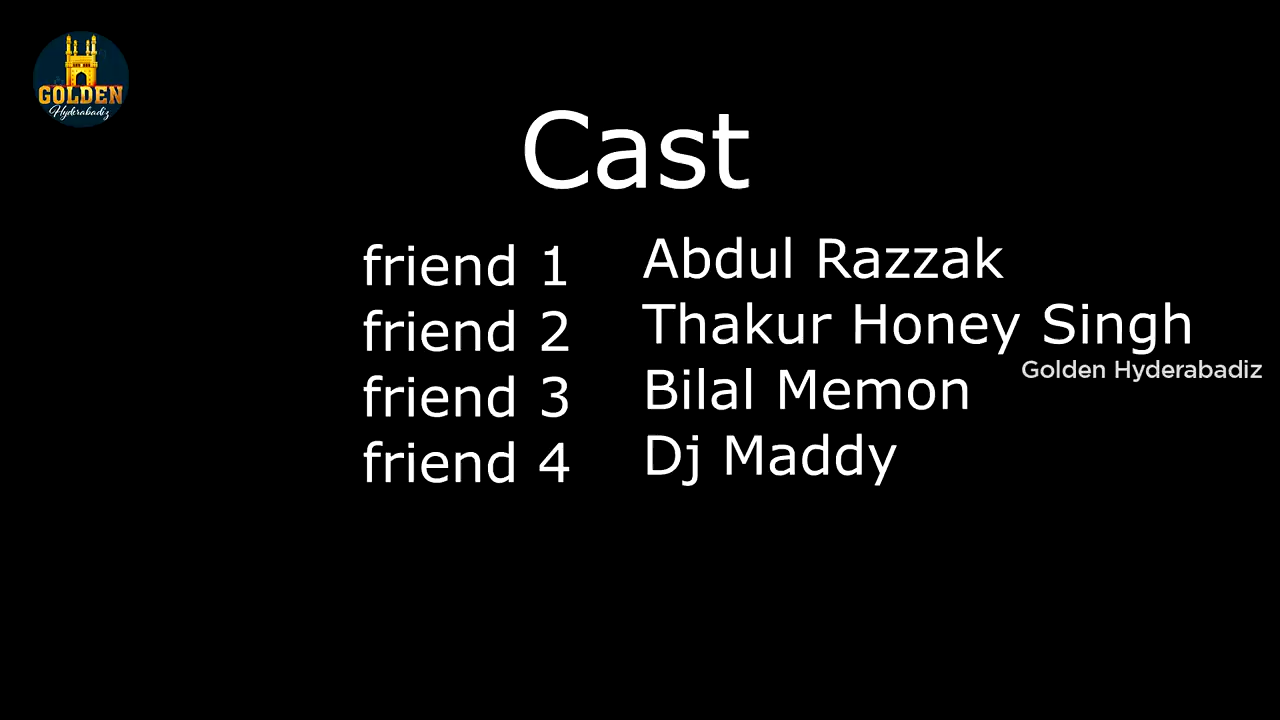 GOLDEN
Hyderabadiz
Cast
friend 1 Abdul Razzak
friend 2 Thakur Honey Singh
friend 3 Bilal Memon
friend 4 Dj Maddy
Golden Hyderabadiz